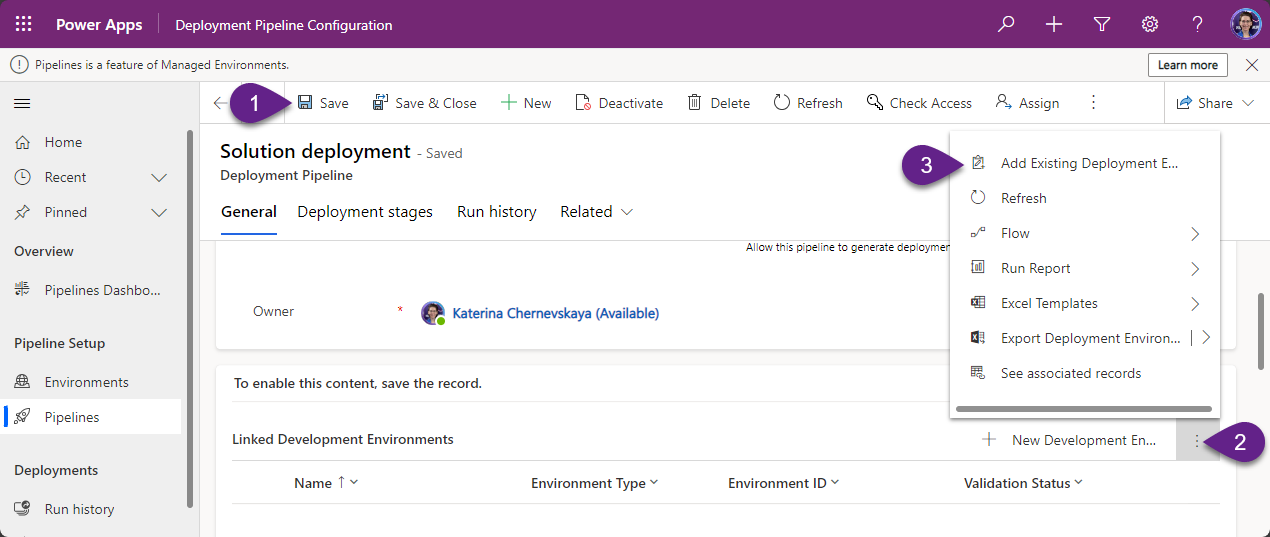 Power Apps
Deployment Pipeline Configuration
Pipelines is a feature of Managed Environments.
Learn more
1
Save
Save & Close
New
Deactivate
Delete
Refresh
Check Access
Assign
Share
Home
Recent
Pinned
Overview
Pipelines Dashbo...
Pipeline Setup
Environments
Pipelines
Deployments
Run history
Solution deployment - Saved
Deployment Pipeline
General
Deployment stages
Run history
Related
Allow this pipeline to generate deploymen
Owner
*
Katerina Chernevskaya (Available)
3
Add Existing Deployment E...
Refresh
Flow
Run Report
Excel Templates
Export Deployment Environ...
See associated records
To enable this content, save the record.
Linked Development Environments
New Development En...
2
Name
Environment Type
Environment ID
Validation Status